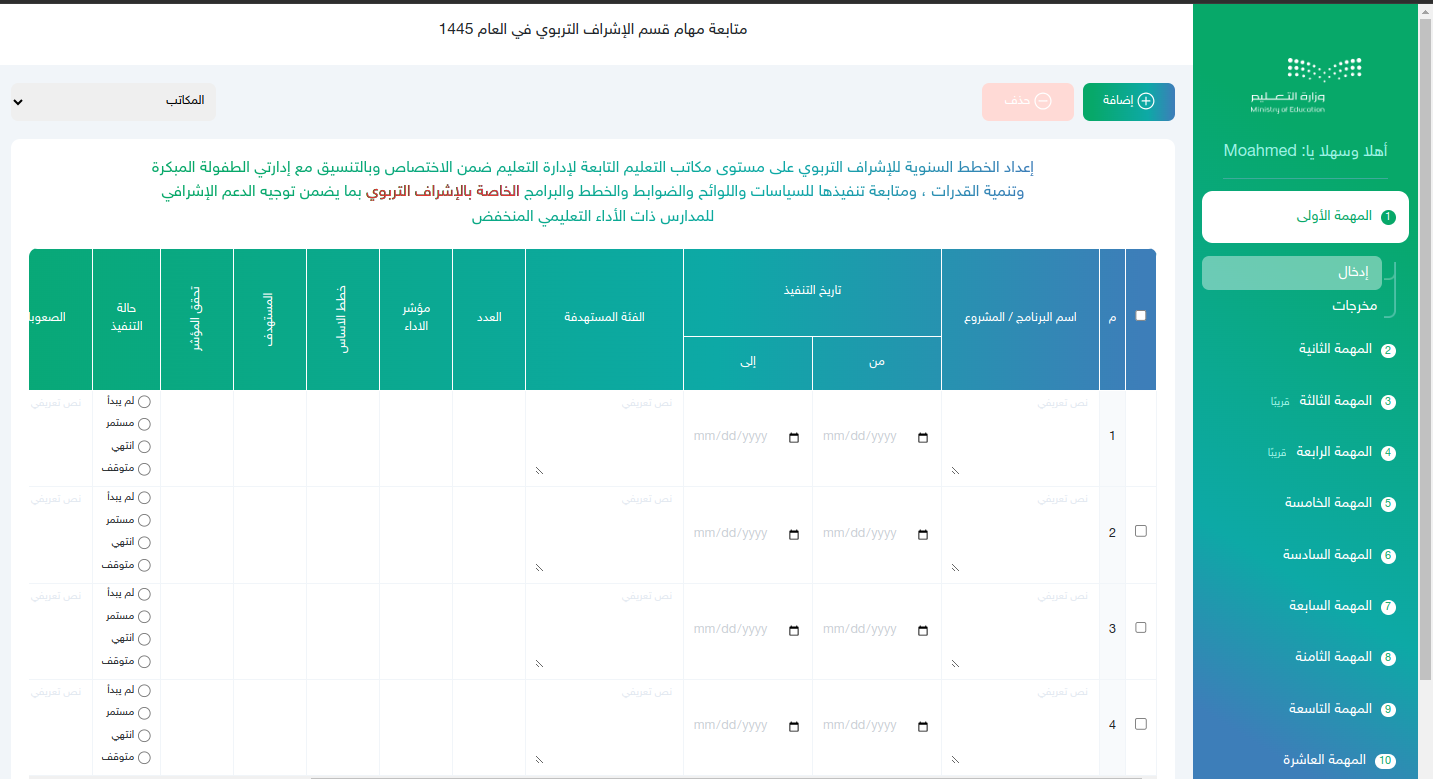 متابعة مهام قسم الإشراف التربوي في العام 1445
وزارة التعليم
Ministry of Education
أهلا وسهلا يا: Moahmed
1 المهمة الأولى
إدخال
مخرجات
2 المهمة الثانية
3 المهمة الثالثة قريبًا
4 المهمة الرابعة قريبًا
5 المهمة الخامسة
6 المهمة السادسة
7 المهمة السابعة
8 المهمة الثامنة
9 المهمة التاسعة
10 المهمة العاشرة
إضافة
حذف
المكاتب
إعداد الخطط السنوية للإشراف التربوي على مستوى مكاتب التعليم التابعة لإدارة التعليم ضمن الاختصاص وبالتنسيق مع إدارتي الطفولة المبكرة
وتنمية القدرات ، ومتابعة تنفيذها للسياسات واللوائح والضوابط والخطط والبرامج الخاصة بالإشراف التربوي بما يضمن توجيه الدعم الإشرافي
للمدارس ذات الأداء التعليمي المنخفض
م
اسم البرنامج / المشروع
تاريخ التنفيذ
من
إلى
الفئة المستهدفة
العدد
مؤشر
الاداء
خطط الاساس
المستهدف
تحقق المؤشر
حالة
التنفيذ
الصعوبا
1
نص تعريفي
mm/dd/yyyy
mm/dd/yyyy
نص تعريفي
لم يبدأ
مستمر
انتهي
متوقف
نص تعريفي
2
نص تعريفي
mm/dd/yyyy
mm/dd/yyyy
نص تعريفي
لم يبدأ
مستمر
انتهي
متوقف
نص تعريفي
3
نص تعريفي
mm/dd/yyyy
mm/dd/yyyy
نص تعريفي
لم يبدأ
مستمر
انتهي
متوقف
نص تعريفي
4
نص تعريفي
mm/dd/yyyy
mm/dd/yyyy
نص تعريفي
لم يبدأ
مستمر
انتهي
متوقف
نص تعريفي